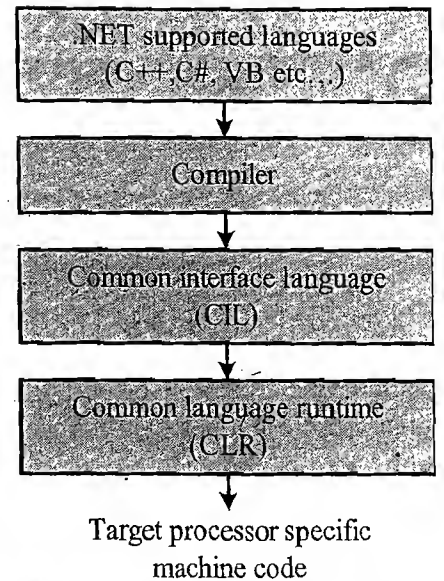 .NET supported languages
(C++,C#, VB etc...)
Compiler
Common interface language
(CIL)
Common language runtime
(CLR)
Target processor specific
machine code